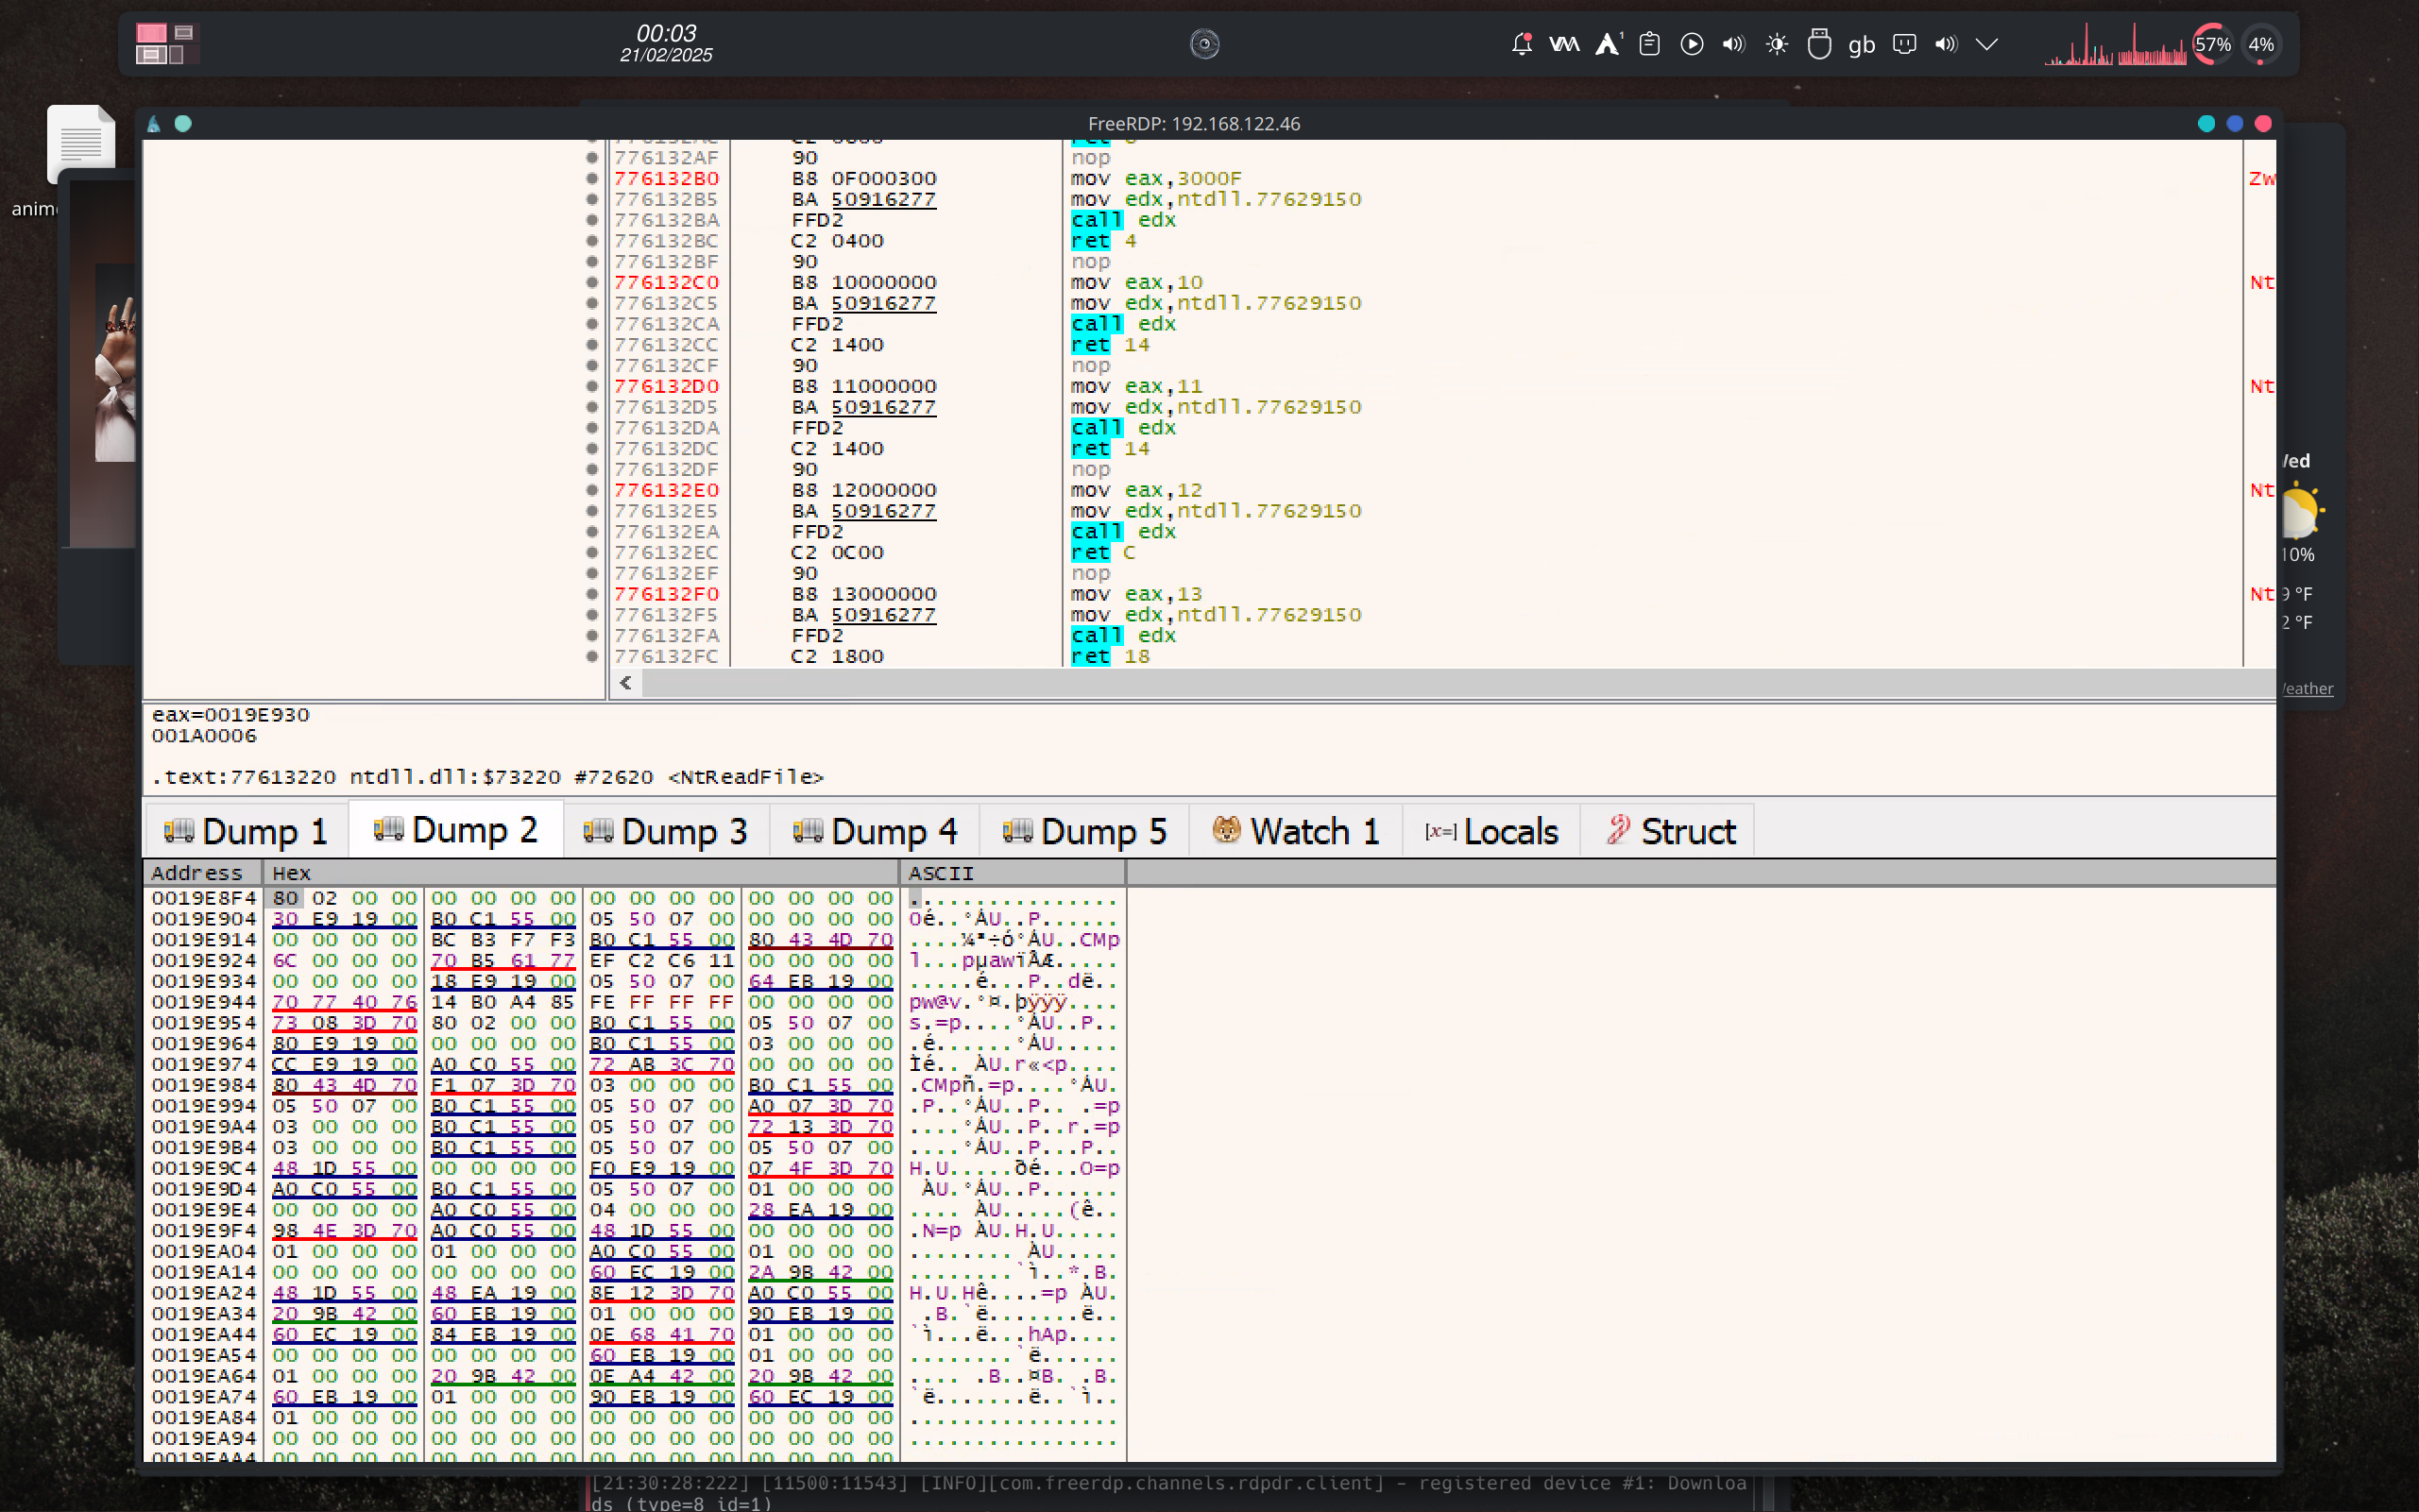 00:03
21/02/2025
1
gb
57%
4%
FreeRDP: 192.168.122.46
776132AF 90 nop
776132B0 B8 0F000300 mov eax,3000F Zw
776132B5 BA 50916277 mov edx,ntdll.77629150
776132BA FFD2 call edx
776132BC C2 0400 ret 4
776132BF 90 nop
776132C0 B8 10000000 mov eax,10 Nt
776132C5 BA 50916277 mov edx,ntdll.77629150
776132CA FFD2 call edx
776132CC C2 1400 ret 14
776132CF 90 nop
776132D0 B8 11000000 mov eax,11 Nt
776132D5 BA 50916277 mov edx,ntdll.77629150
776132DA FFD2 call edx
776132DC C2 1400 ret 14
776132DF 90 nop
776132E0 B8 12000000 mov eax,12 Nt
776132E5 BA 50916277 mov edx,ntdll.77629150
776132EA FFD2 call edx
776132EC C2 0C00 ret C
776132EF 90 nop
776132F0 B8 13000000 mov eax,13 Nt
776132F5 BA 50916277 mov edx,ntdll.77629150
776132FA FFD2 call edx
776132FC C2 1800 ret 18
anim
ed
10%
9 °F
2 °F
eather
eax=0019E930
001A0006
.text:77613220 ntdll.dll:$73220 #72620 <NtReadFile>
Dump 1 Dump 2 Dump 3 Dump 4 Dump 5 Watch 1 [x=] Locals Struct
Address Hex ASCII
0019E8F4 80 02 00 00 00 00 00 00 00 00 00 00 00 00 00 00 ................
0019E904 30 E9 19 00 B0 C1 55 00 05 50 07 00 00 00 00 00 0é..°ÁU..P......
0019E914 00 00 00 00 BC B3 F7 F3 B0 C1 55 00 80 43 4D 70 ....¼³÷ó°ÁU..CMp
0019E924 6C 00 00 00 70 B5 61 77 EF C2 C6 11 00 00 00 00 l...pµawïÂÆ.....
0019E934 00 00 00 00 18 E9 19 00 05 50 07 00 64 EB 19 00 .....é...P..dë..
0019E944 70 77 40 76 14 B0 A4 85 FE FF FF FF 00 00 00 00 pw@v.°¤.þÿÿÿ....
0019E954 73 08 3D 70 80 02 00 00 B0 C1 55 00 05 50 07 00 s.=p....°ÁU..P..
0019E964 80 E9 19 00 00 00 00 00 B0 C1 55 00 03 00 00 00 .é......°ÁU.....
0019E974 CC E9 19 00 A0 C0 55 00 72 AB 3C 70 00 00 00 00 Ìé.. ÀU.r«<p....
0019E984 80 43 4D 70 F1 07 3D 70 03 00 00 00 B0 C1 55 00 .CMpñ.=p....°ÁU.
0019E994 05 50 07 00 B0 C1 55 00 05 50 07 00 A0 07 3D 70 .P..°ÁU..P.. .=p
0019E9A4 03 00 00 00 B0 C1 55 00 05 50 07 00 72 13 3D 70 ....°ÁU..P..r.=p
0019E9B4 03 00 00 00 B0 C1 55 00 05 50 07 00 05 50 07 00 ....°ÁU..P...P..
0019E9C4 48 1D 55 00 00 00 00 00 F0 E9 19 00 07 4F 3D 70 H.U.....ðé...O=p
0019E9D4 A0 C0 55 00 B0 C1 55 00 05 50 07 00 01 00 00 00 ÀU.°ÁU..P......
0019E9E4 00 00 00 00 A0 C0 55 00 04 00 00 00 28 EA 19 00 .... ÀU.....(ê..
0019E9F4 98 4E 3D 70 A0 C0 55 00 48 1D 55 00 00 00 00 00 .N=p ÀU.H.U.....
0019EA04 01 00 00 00 01 00 00 00 A0 C0 55 00 01 00 00 00 ........ ÀU.....
0019EA14 00 00 00 00 00 00 00 00 60 EC 19 00 2A 9B 42 00 ........`ì..*.B.
0019EA24 48 1D 55 00 48 EA 19 00 8E 12 3D 70 A0 C0 55 00 H.U.Hê....=p ÀU.
0019EA34 20 9B 42 00 60 EB 19 00 01 00 00 00 90 EB 19 00 .B.`ë.......ë..
0019EA44 60 EC 19 00 84 EB 19 00 0E 68 41 70 01 00 00 00 `ì...ë...hAp....
0019EA54 00 00 00 00 00 00 00 00 60 EB 19 00 01 00 00 00 ........`ë......
0019EA64 01 00 00 00 20 9B 42 00 0E A4 42 00 20 9B 42 00 .... .B..¤B. .B.
0019EA74 60 EB 19 00 01 00 00 00 90 EB 19 00 60 EC 19 00 `ë.......ë..`ì..
0019EA84 01 00 00 00 00 00 00 00 00 00 00 00 00 00 00 00 ................
0019EA94 00 00 00 00 00 00 00 00 00 00 00 00 00 00 00 00 ................
[21:30:28:222] [11500:11543] [INFO][com.freerdp.channels.rdpdr.client] - registered device #1: Downloa
ds (type=8 id=1)